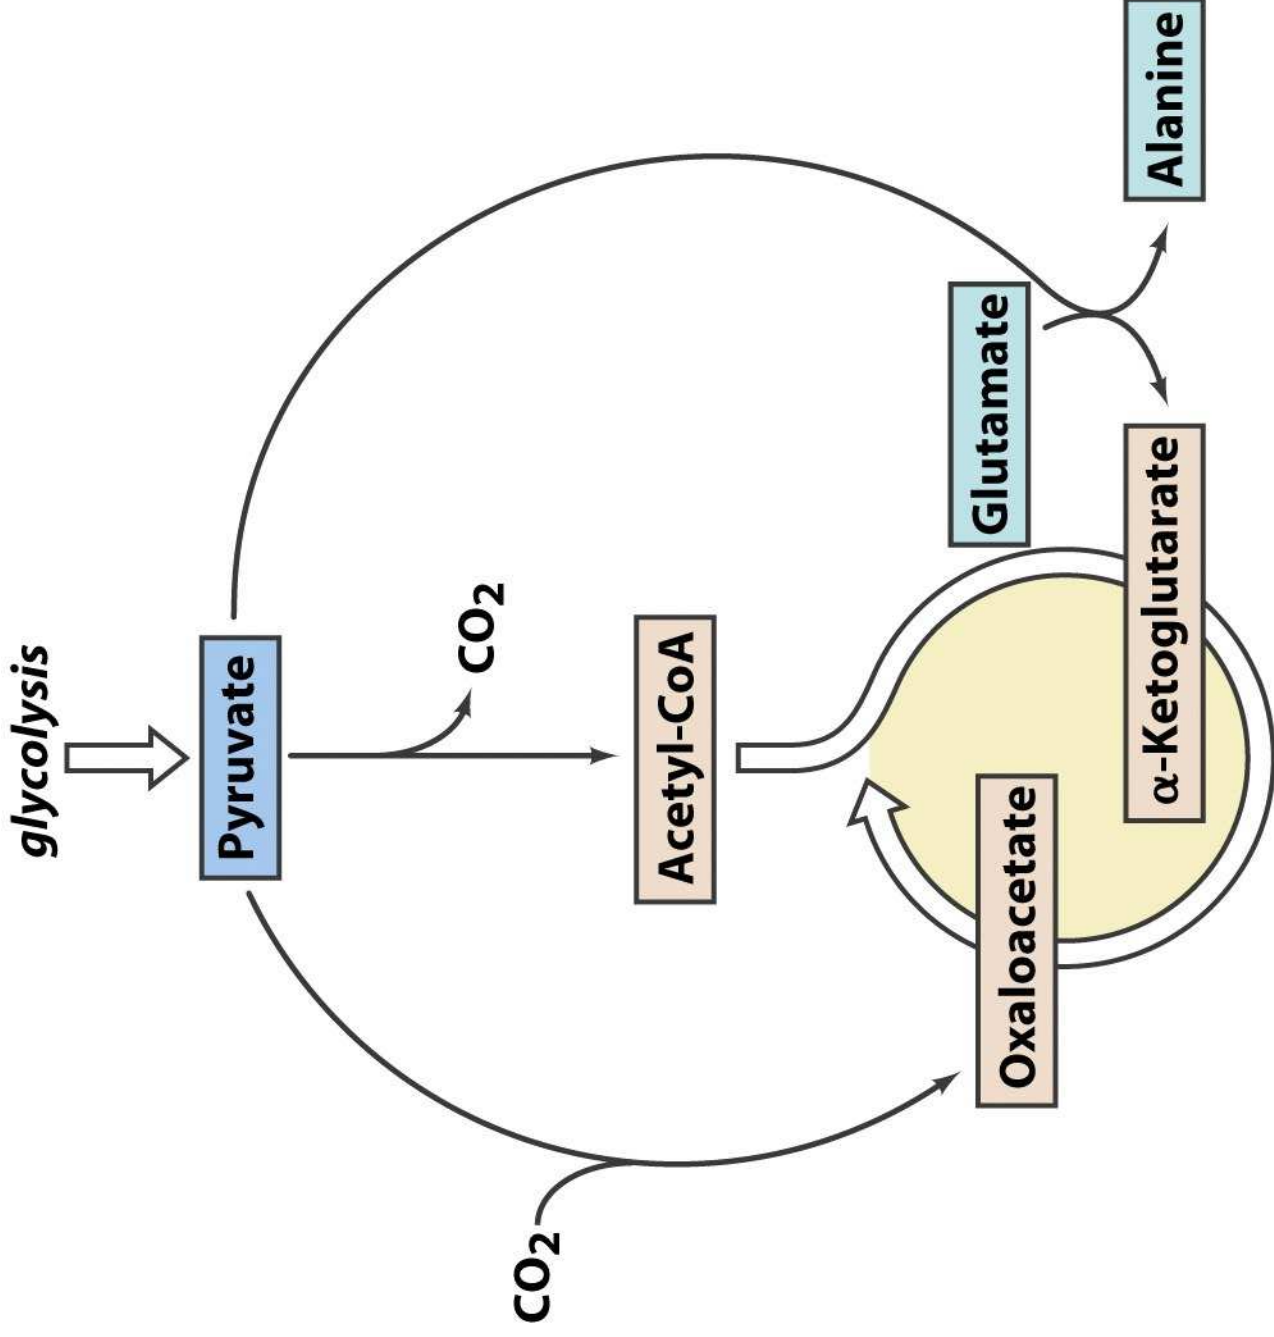 glycolysis
Pyruvate
CO₂
CO₂
Acetyl-CoA
Glutamate
Oxaloacetate
α-Ketoglutarate
Alanine